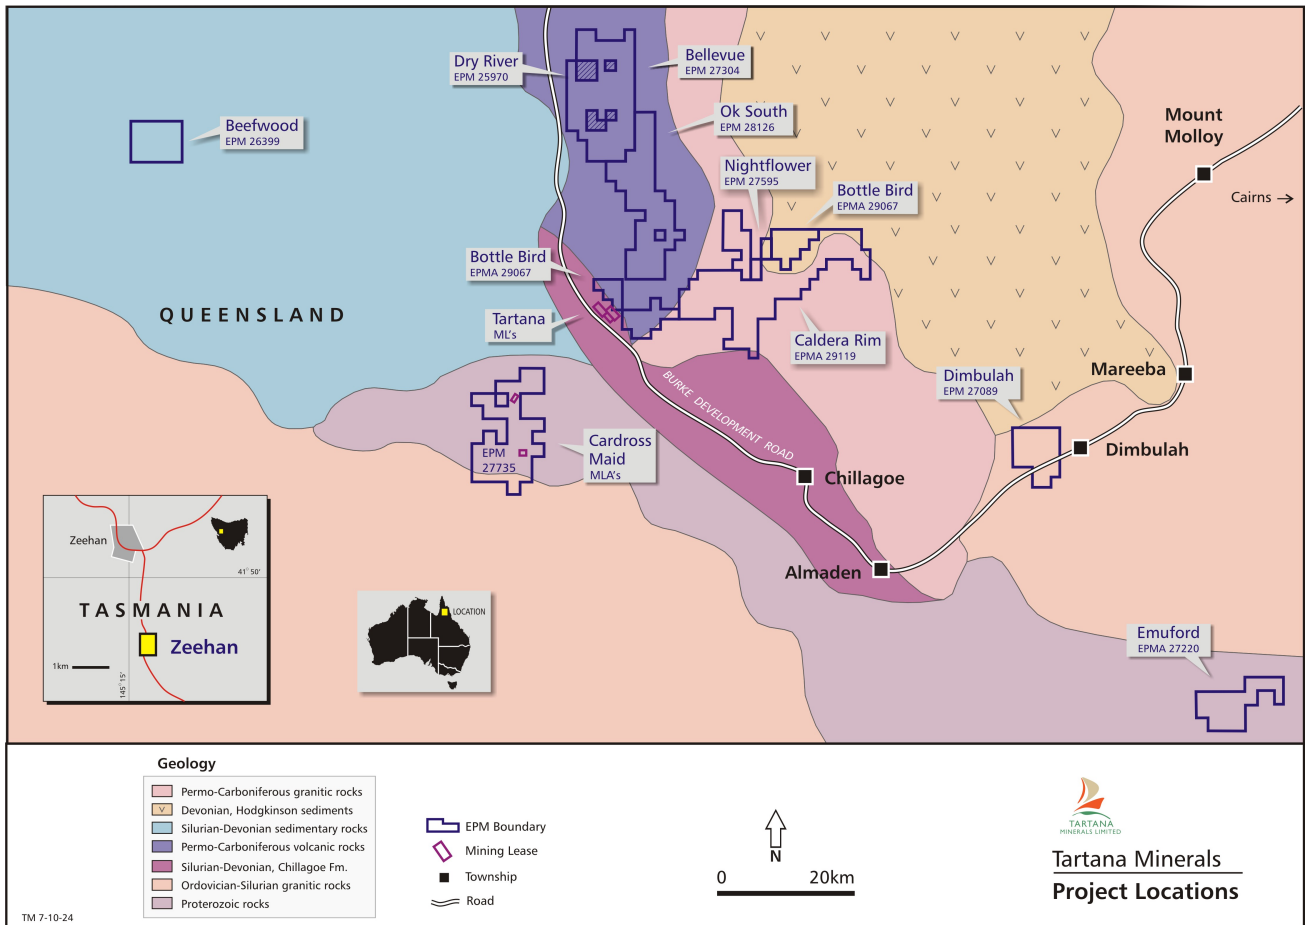 Dry River
EPM 25970
Bellevue
EPM 27304
Beefwood
EPM 26399
Ok South
EPM 28126
Mount
Molloy
Nightflower
EPM 27595
Bottle Bird
EPMA 29067
Cairns
Bottle Bird
EPMA 29067
QUEENSLAND
Tartana
ML's
Caldera Rim
EPMA 29119
Mareeba
Dimbulah
EPM 27089
BURKE DEVELOPMENT ROAD
Cardross
Maid
MLA's
EPM
27735
Dimbulah
Chillagoe
Almaden
Zeehan
41° 50'
TASMANIA
Zeehan
1km
145° 15'
LOCATION
Emuford
EPMA 27220
Geology
Permo-Carboniferous granitic rocks
Devonian, Hodgkinson sediments
Silurian-Devonian sedimentary rocks
Permo-Carboniferous volcanic rocks
Silurian-Devonian, Chillagoe Fm.
Ordovician-Silurian granitic rocks
Proterozoic rocks
EPM Boundary
Mining Lease
Township
Road
N
0 20km
TARTANA
MINERALS LIMITED
Tartana Minerals
Project Locations
TM 7-10-24